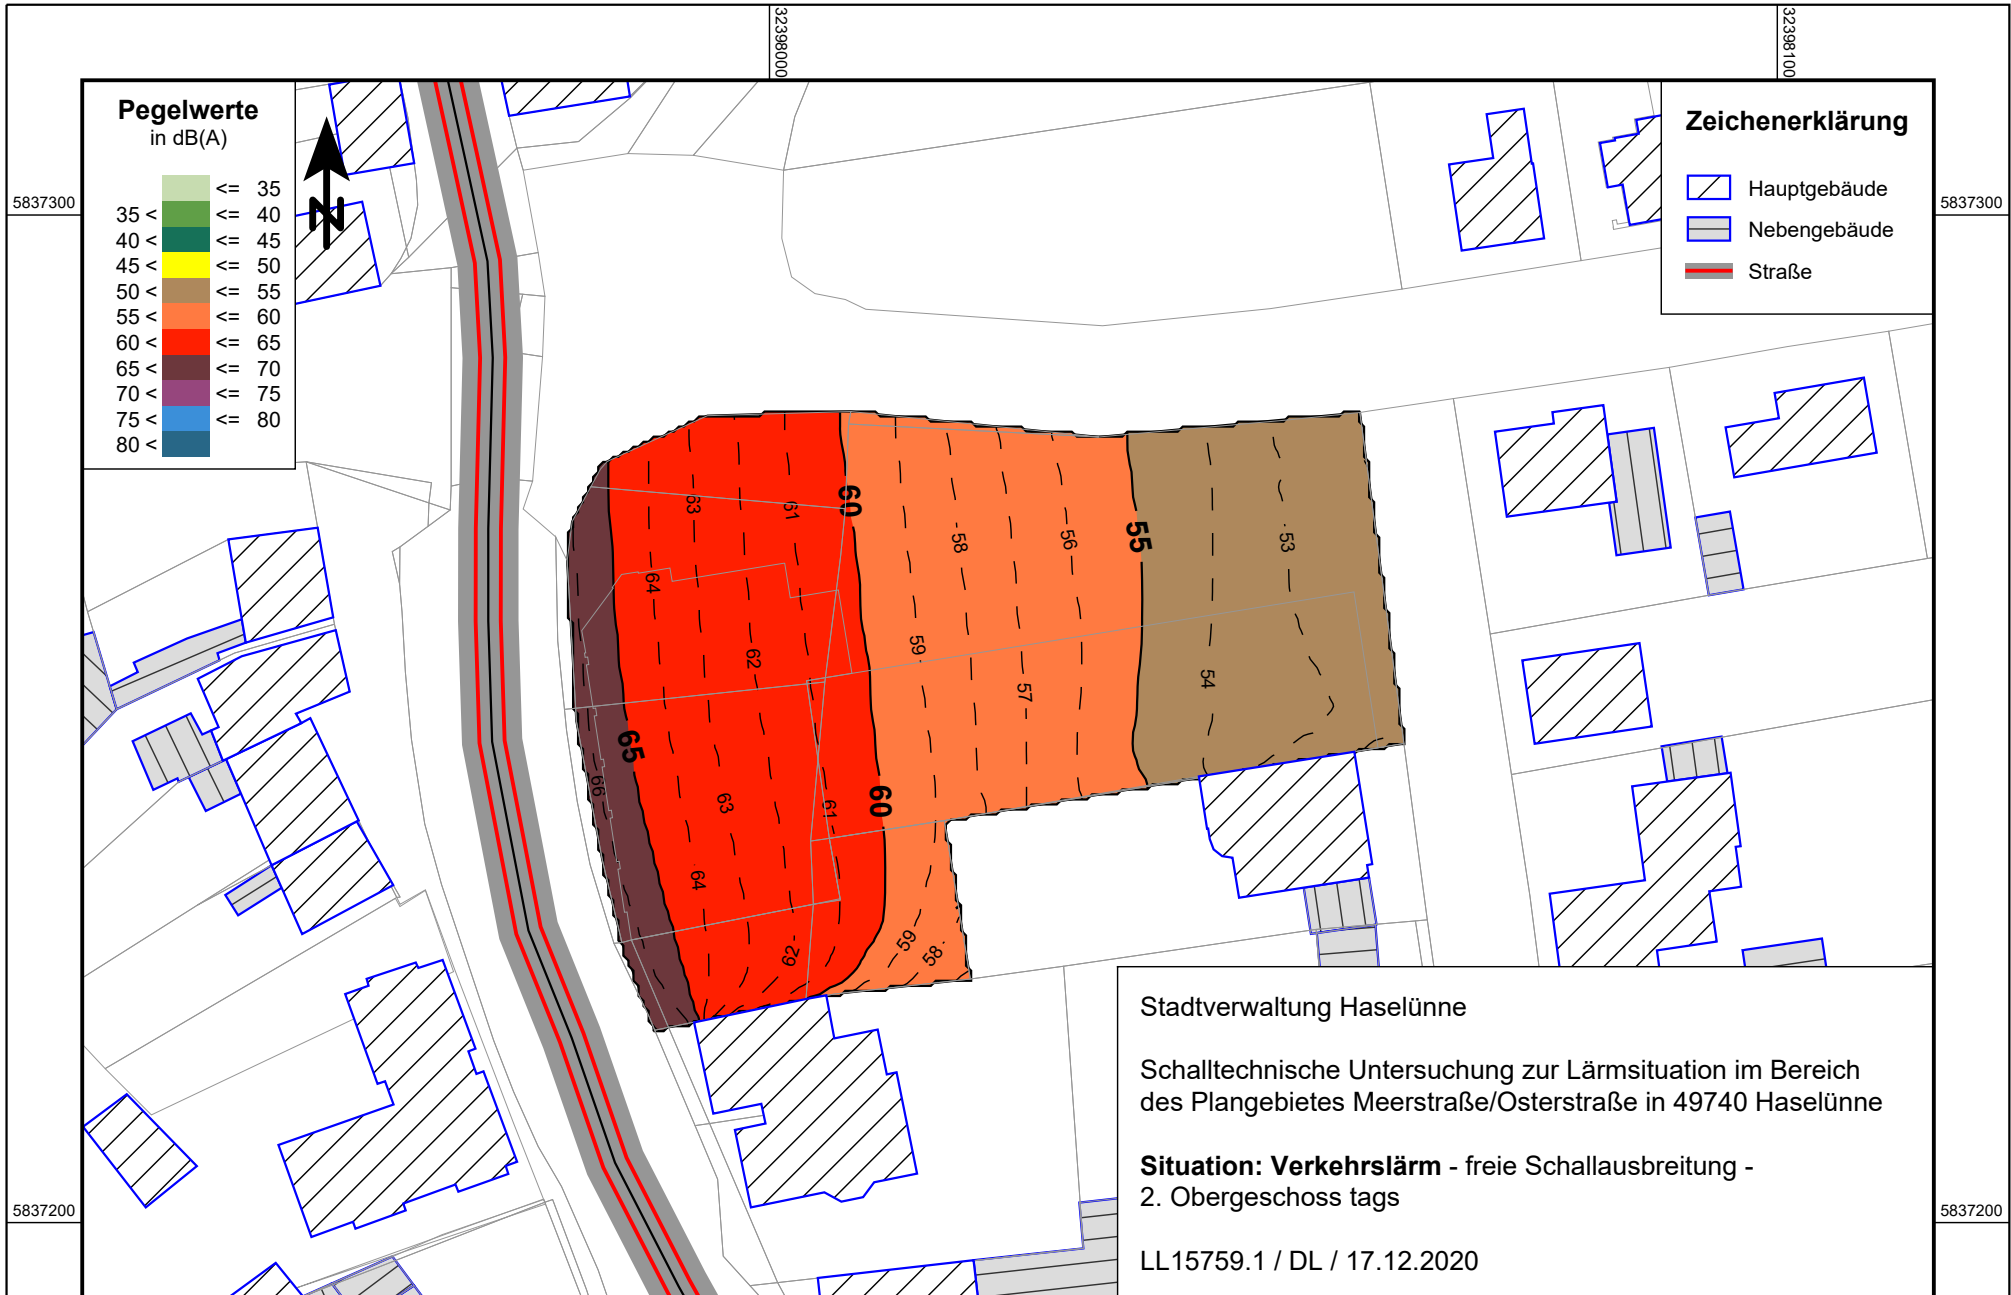 32398000
32398100
Pegelwerte
in dB(A)
<= 35
35 < <= 40
40 < <= 45
45 < <= 50
50 < <= 55
55 < <= 60
60 < <= 65
65 < <= 70
70 < <= 75
75 < <= 80
80 <
N
Zeichenerklärung
Hauptgebäude
Nebengebäude
Straße
5837300
5837300
63
61
60
58
56
55
53
64
62
59
57
54
65
66
63
61
60
64
62
59
58
Stadtverwaltung Haselünne
Schalltechnische Untersuchung zur Lärmsituation im Bereich
des Plangebietes Meerstraße/Osterstraße in 49740 Haselünne
Situation: Verkehrslärm - freie Schallausbreitung -
2. Obergeschoss tags
LL15759.1 / DL / 17.12.2020
5837200
5837200